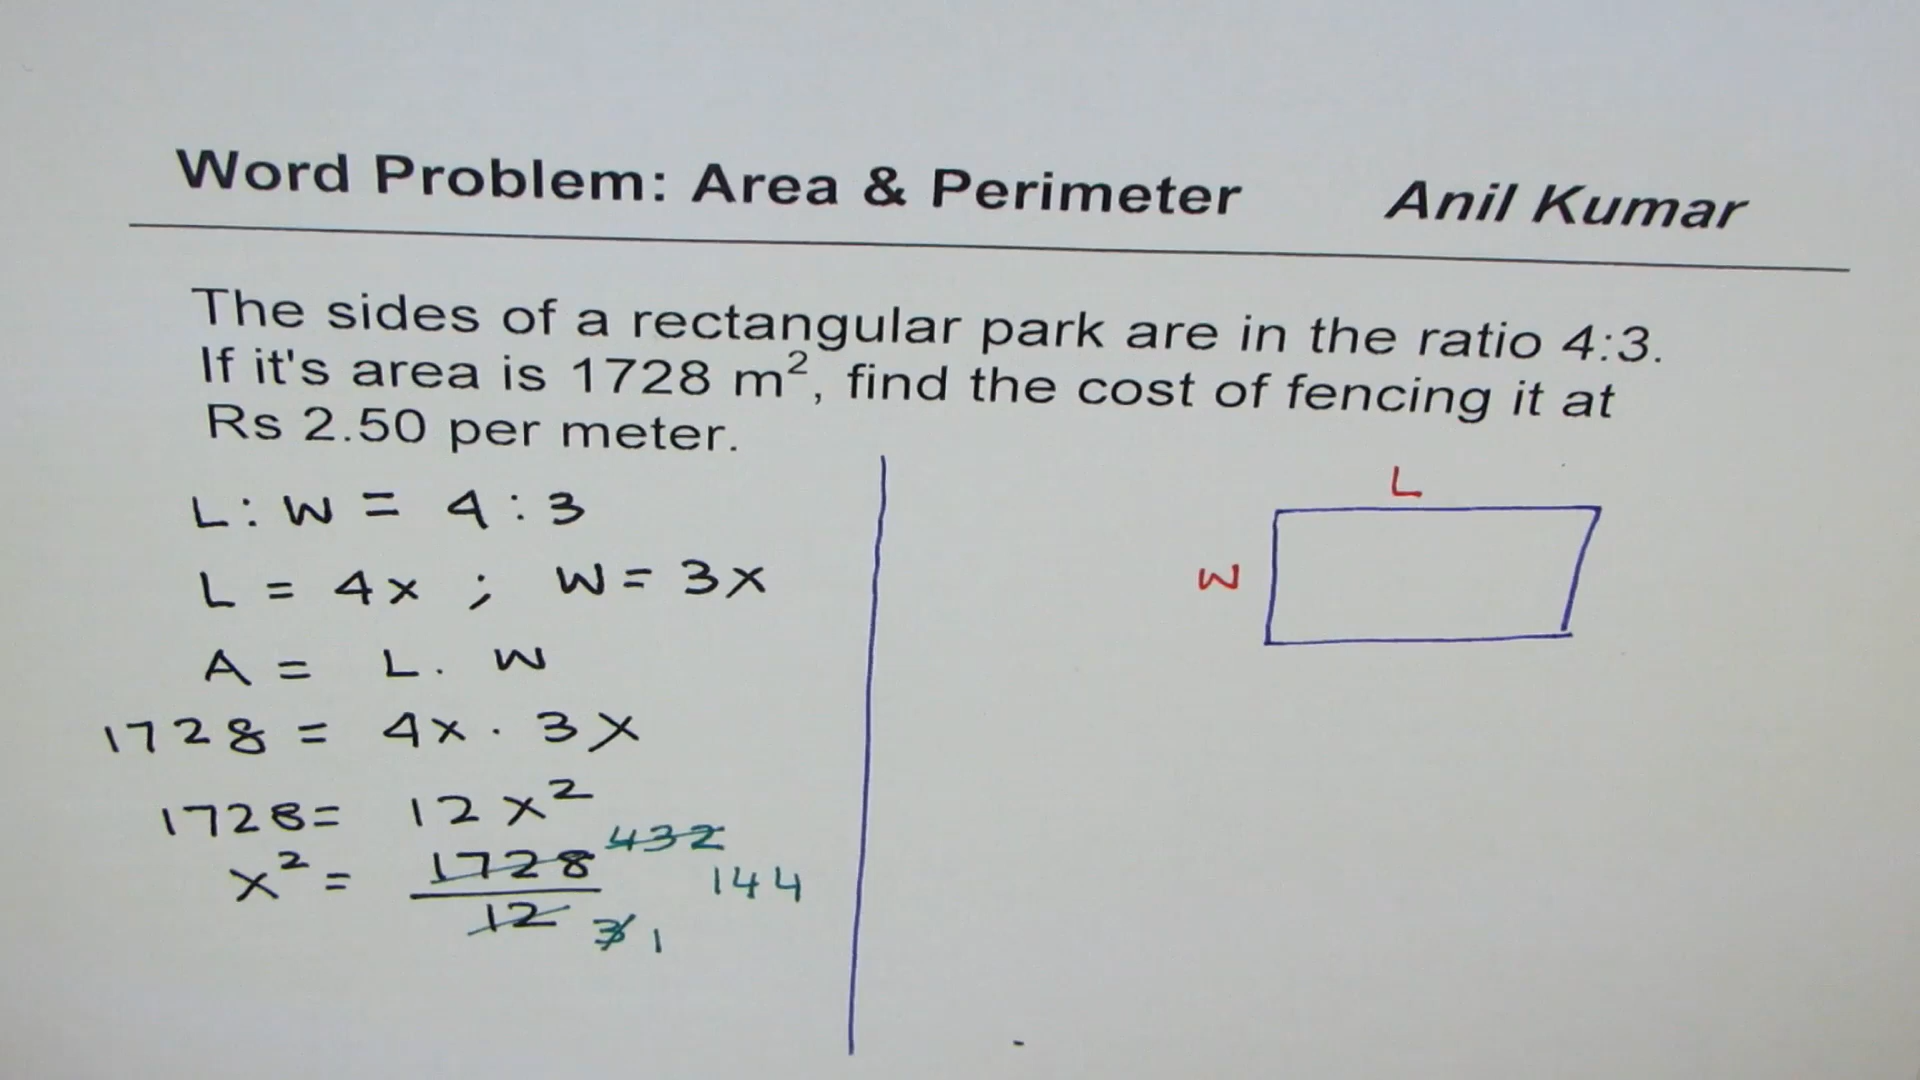 Word Problem: Area & Perimeter Anil Kumar
The sides of a rectangular park are in the ratio 4:3.
If it's area is 1728 m², find the cost of fencing it at
Rs 2.50 per meter.
L : W = 4 : 3
L = 4x ; W = 3x
A = L . W
1728 = 4x . 3x
1728 = 12x²
x² = 1728 432 144
12 3 1
L
W